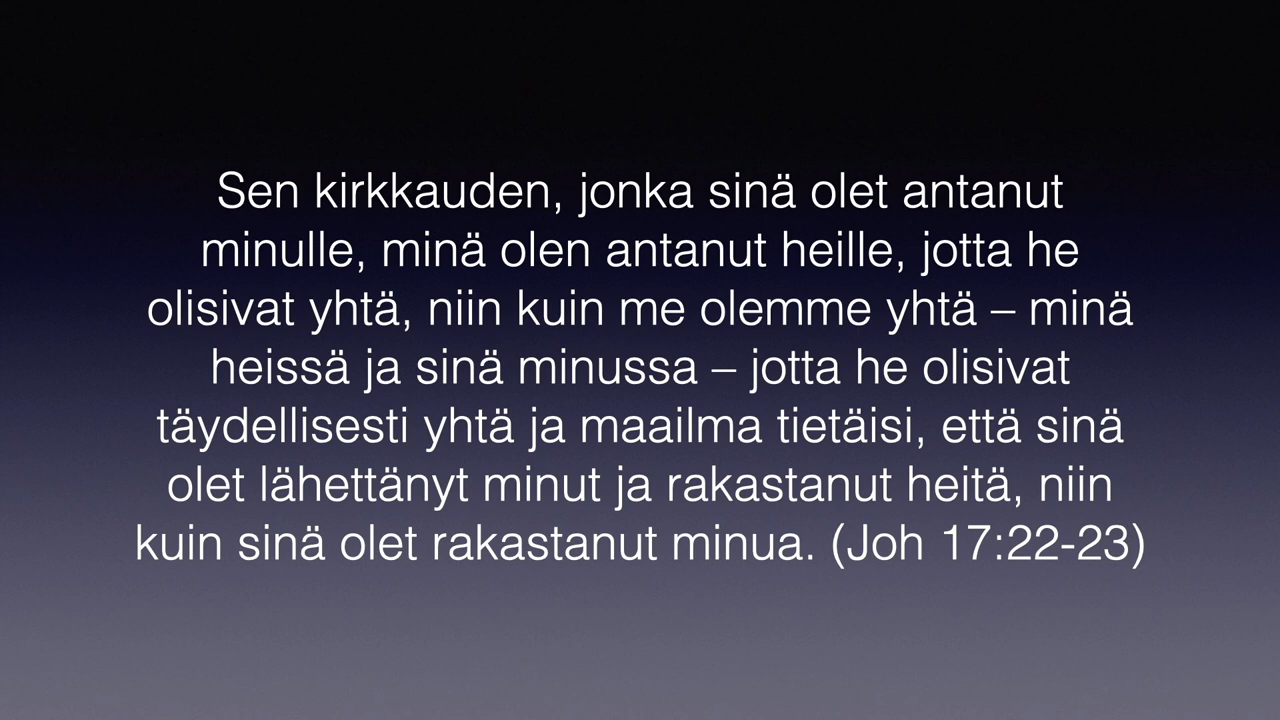 Sen kirkkauden, jonka sinä olet antanut
minulle, minä olen antanut heille, jotta he
olisivat yhtä, niin kuin me olemme yhtä – minä
heissä ja sinä minussa – jotta he olisivat
täydellisesti yhtä ja maailma tietäisi, että sinä
olet lähettänyt minut ja rakastanut heitä, niin
kuin sinä olet rakastanut minua. (Joh 17:22-23)